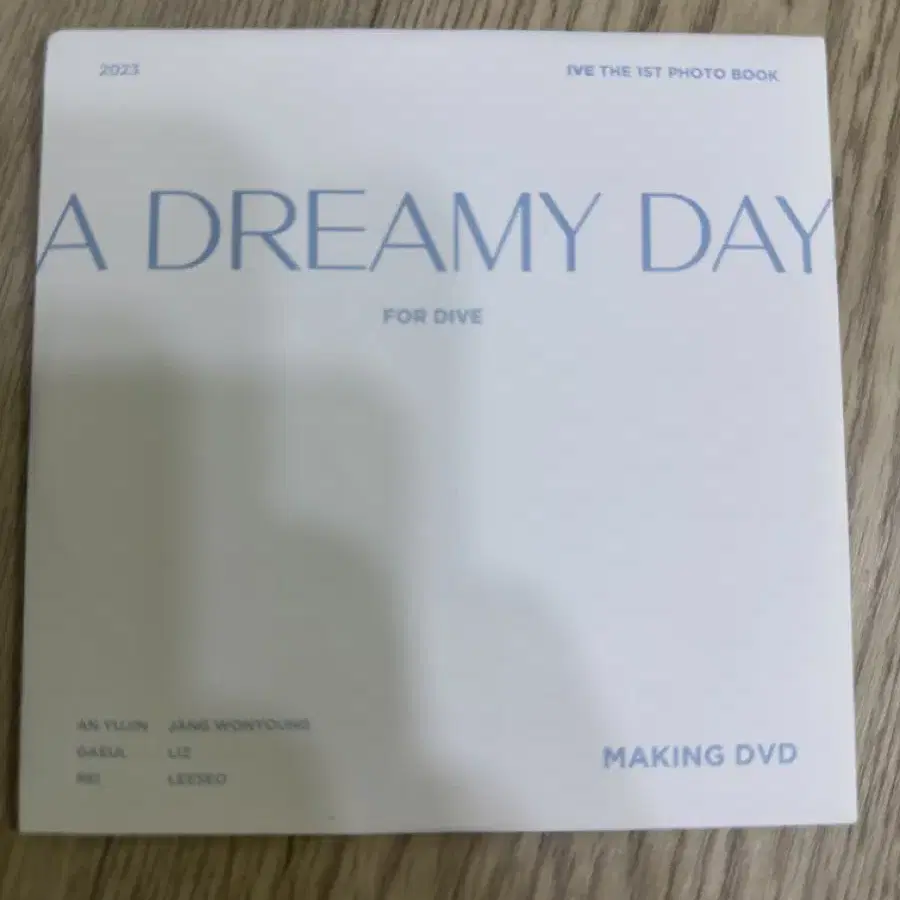 2023
IVE THE 1ST PHOTO BOOK
A DREAMY DAY
FOR DIVE
AN YUJIN JANG WONYOUNG
GAEUL LIZ
REI LEESEO
MAKING DVD